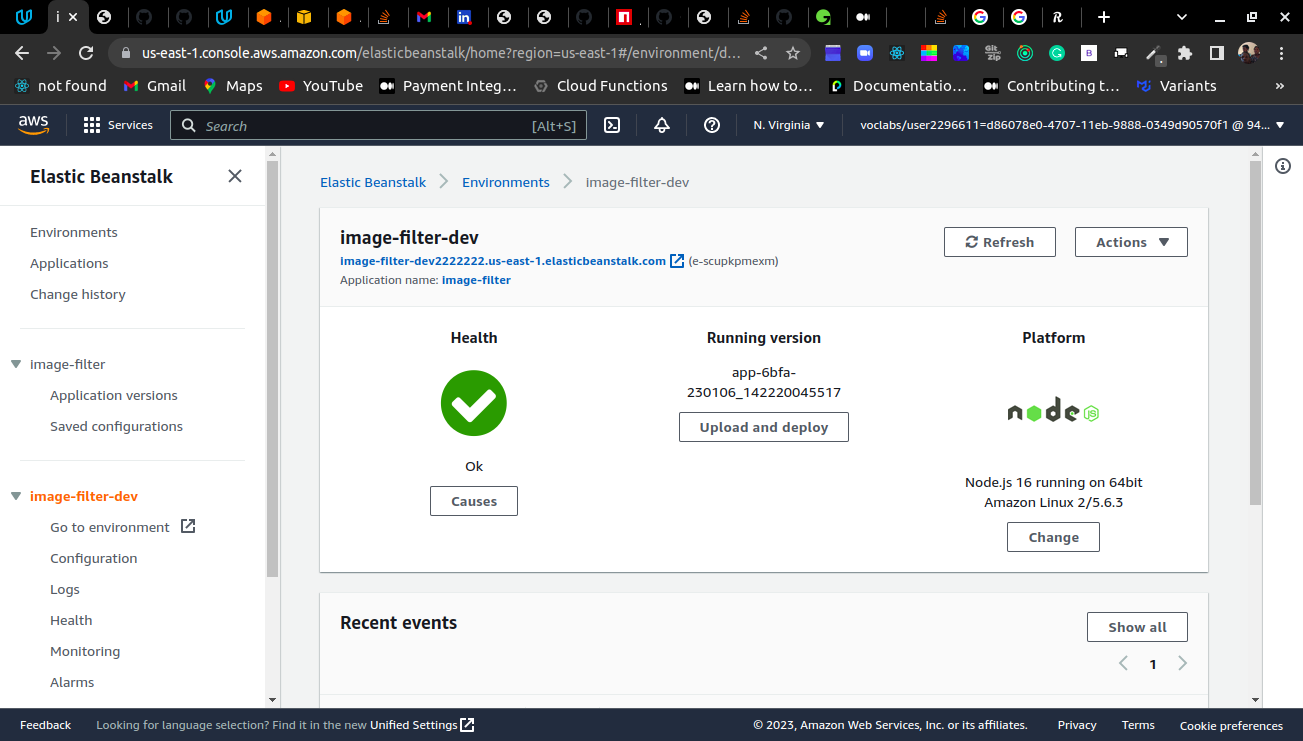 i
us-east-1.console.aws.amazon.com/elasticbeanstalk/home?region=us-east-1#/environment/d...
not found
Gmail
Maps
YouTube
Payment Integ...
Cloud Functions
Learn how to...
Documentatio...
Contributing t...
Variants
»
aws
Services
Search
[Alt+S]
N. Virginia
voclabs/user2296611=d86078e0-4707-11eb-9888-0349d90570f1 @ 94...
Elastic Beanstalk
Environments
Applications
Change history
image-filter
Application versions
Saved configurations
image-filter-dev
Go to environment
Configuration
Logs
Health
Monitoring
Alarms
Elastic Beanstalk
Environments
image-filter-dev
image-filter-dev
image-filter-dev2222222.us-east-1.elasticbeanstalk.com (e-scupkpmexm)
Application name: image-filter
Refresh
Actions
Health
Ok
Causes
Running version
app-6bfa-
230106_142220045517
Upload and deploy
Platform
node JS
Node.js 16 running on 64bit
Amazon Linux 2/5.6.3
Change
Recent events
Show all
1
Feedback
Looking for language selection? Find it in the new Unified Settings
© 2023, Amazon Web Services, Inc. or its affiliates.
Privacy
Terms
Cookie preferences